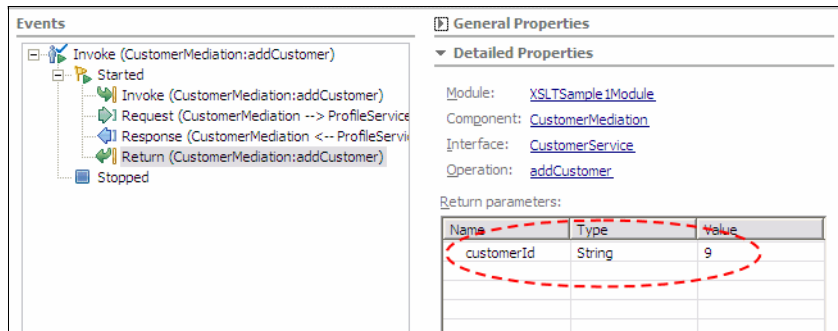 Events
Invoke (CustomerMediation:addCustomer)
Started
Invoke (CustomerMediation:addCustomer)
Request (CustomerMediation --> ProfileService
Response (CustomerMediation <-- ProfileServi
Return (CustomerMediation:addCustomer)
Stopped
General Properties
Detailed Properties
Module: XSLTSample1Module
Component: CustomerMediation
Interface: CustomerService
Operation: addCustomer
Return parameters:
Name Type Value
customerId String 9